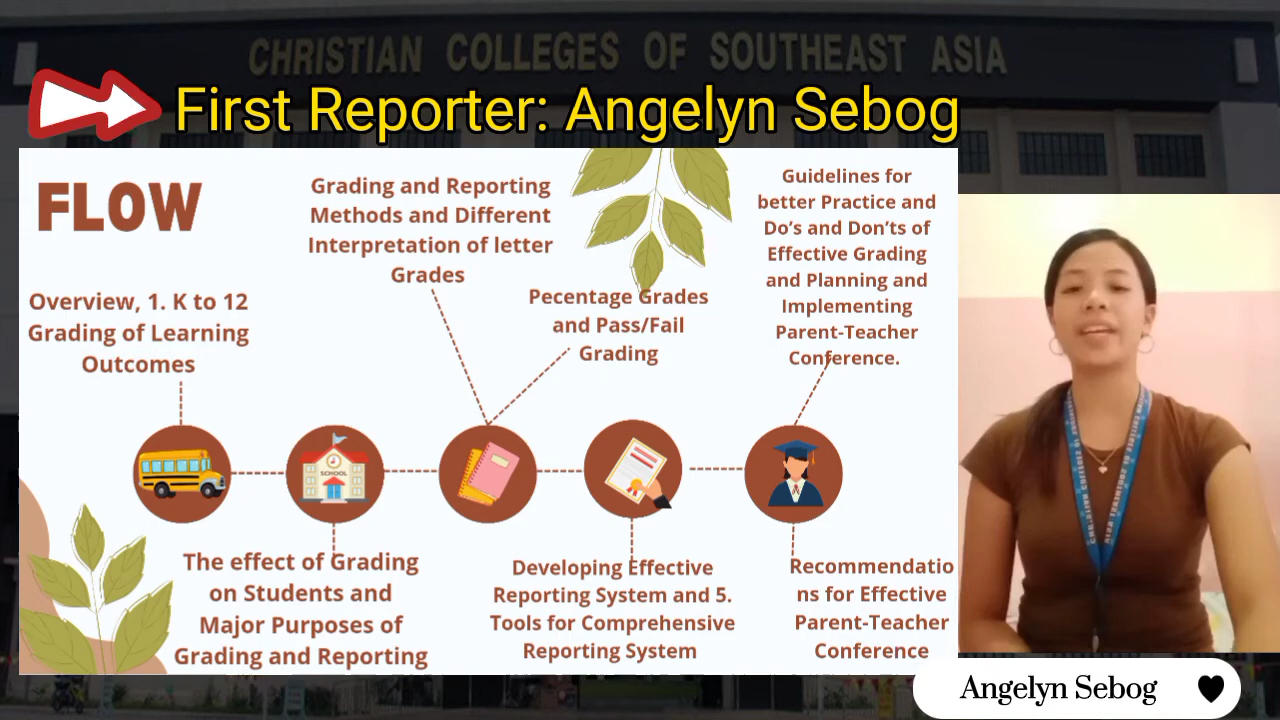 CHRISTIAN COLLEGES OF SOUTHEAST ASIA
First Reporter: Angelyn Sebog
FLOW
Overview, 1. K to 12
Grading of Learning
Outcomes
Grading and Reporting
Methods and Different
Interpretation of letter
Grades
Pecentage Grades
and Pass/Fail
Grading
Guidelines for
better Practice and
Do's and Don'ts of
Effective Grading
and Planning and
Implementing
Parent-Teacher
Conference.
SCHOOL
The effect of Grading
on Students and
Major Purposes of
Grading and Reporting
Developing Effective
Reporting System and 5.
Tools for Comprehensive
Reporting System
Recommendatio
ns for Effective
Parent-Teacher
Conference
Angelyn Sebog